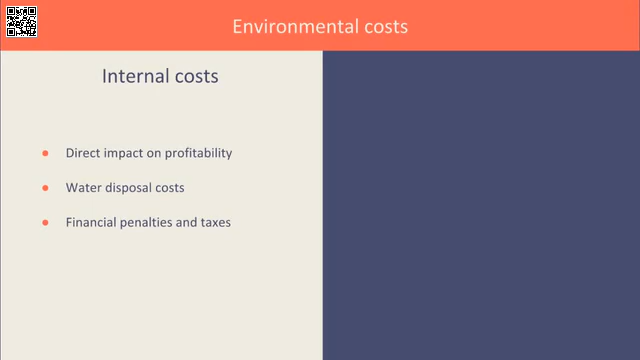 Environmental costs
Internal costs
Direct impact on profitability
Water disposal costs
Financial penalties and taxes